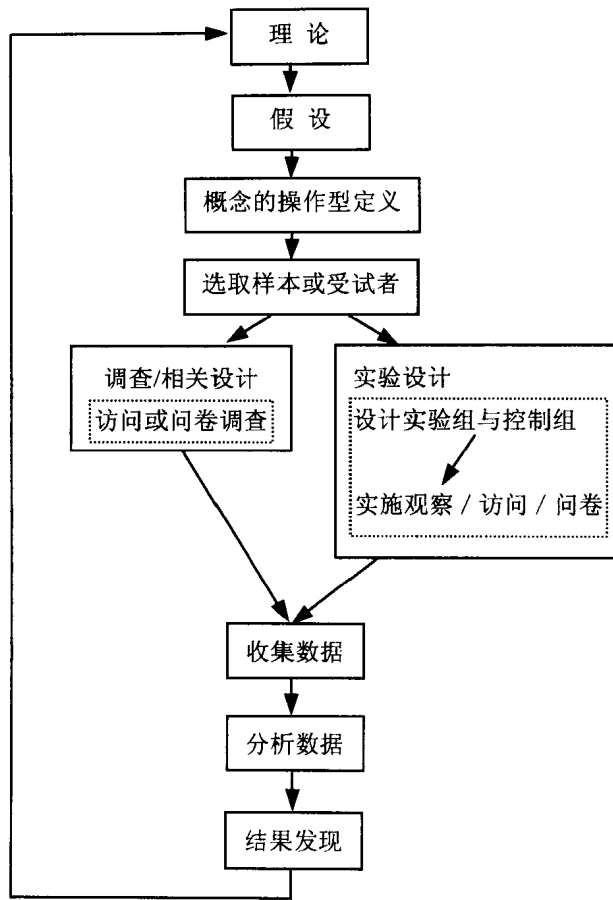 理 论
假 设
概念的操作型定义
选取样本或受试者
调查/相关设计
访问或问卷调查
实验设计
设计实验组与控制组
实施观察 / 访问 / 问卷
收集数据
分析数据
结果发现